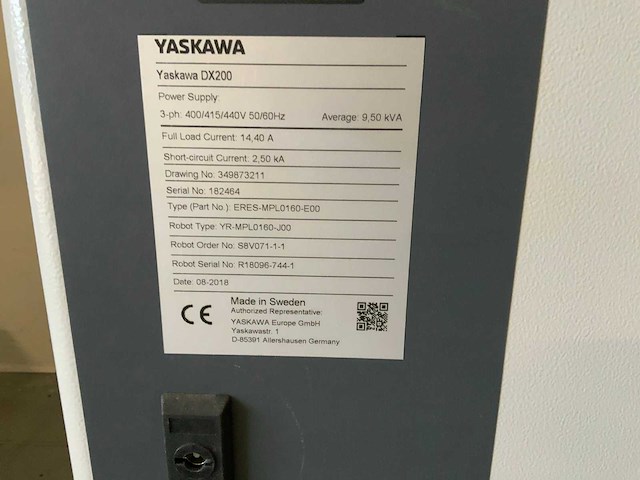 YASKAWA
Yaskawa DX200
Power Supply:
3-ph: 400/415/440V 50/60Hz Average: 9,50 kVA
Full Load Current: 14,40 A
Short-circuit Current: 2,50 kA
Drawing No: 349873211
Serial No: 182464
Type (Part No.): ERES-MPL0160-E00
Robot Type: YR-MPL0160-J00
Robot Order No: S8V071-1-1
Robot Serial No: R18096-744-1
Date: 08-2018
CE
Made in Sweden
Authorized Representative:
YASKAWA Europe GmbH
Yaskawastr. 1
D-85391 Allershausen Germany